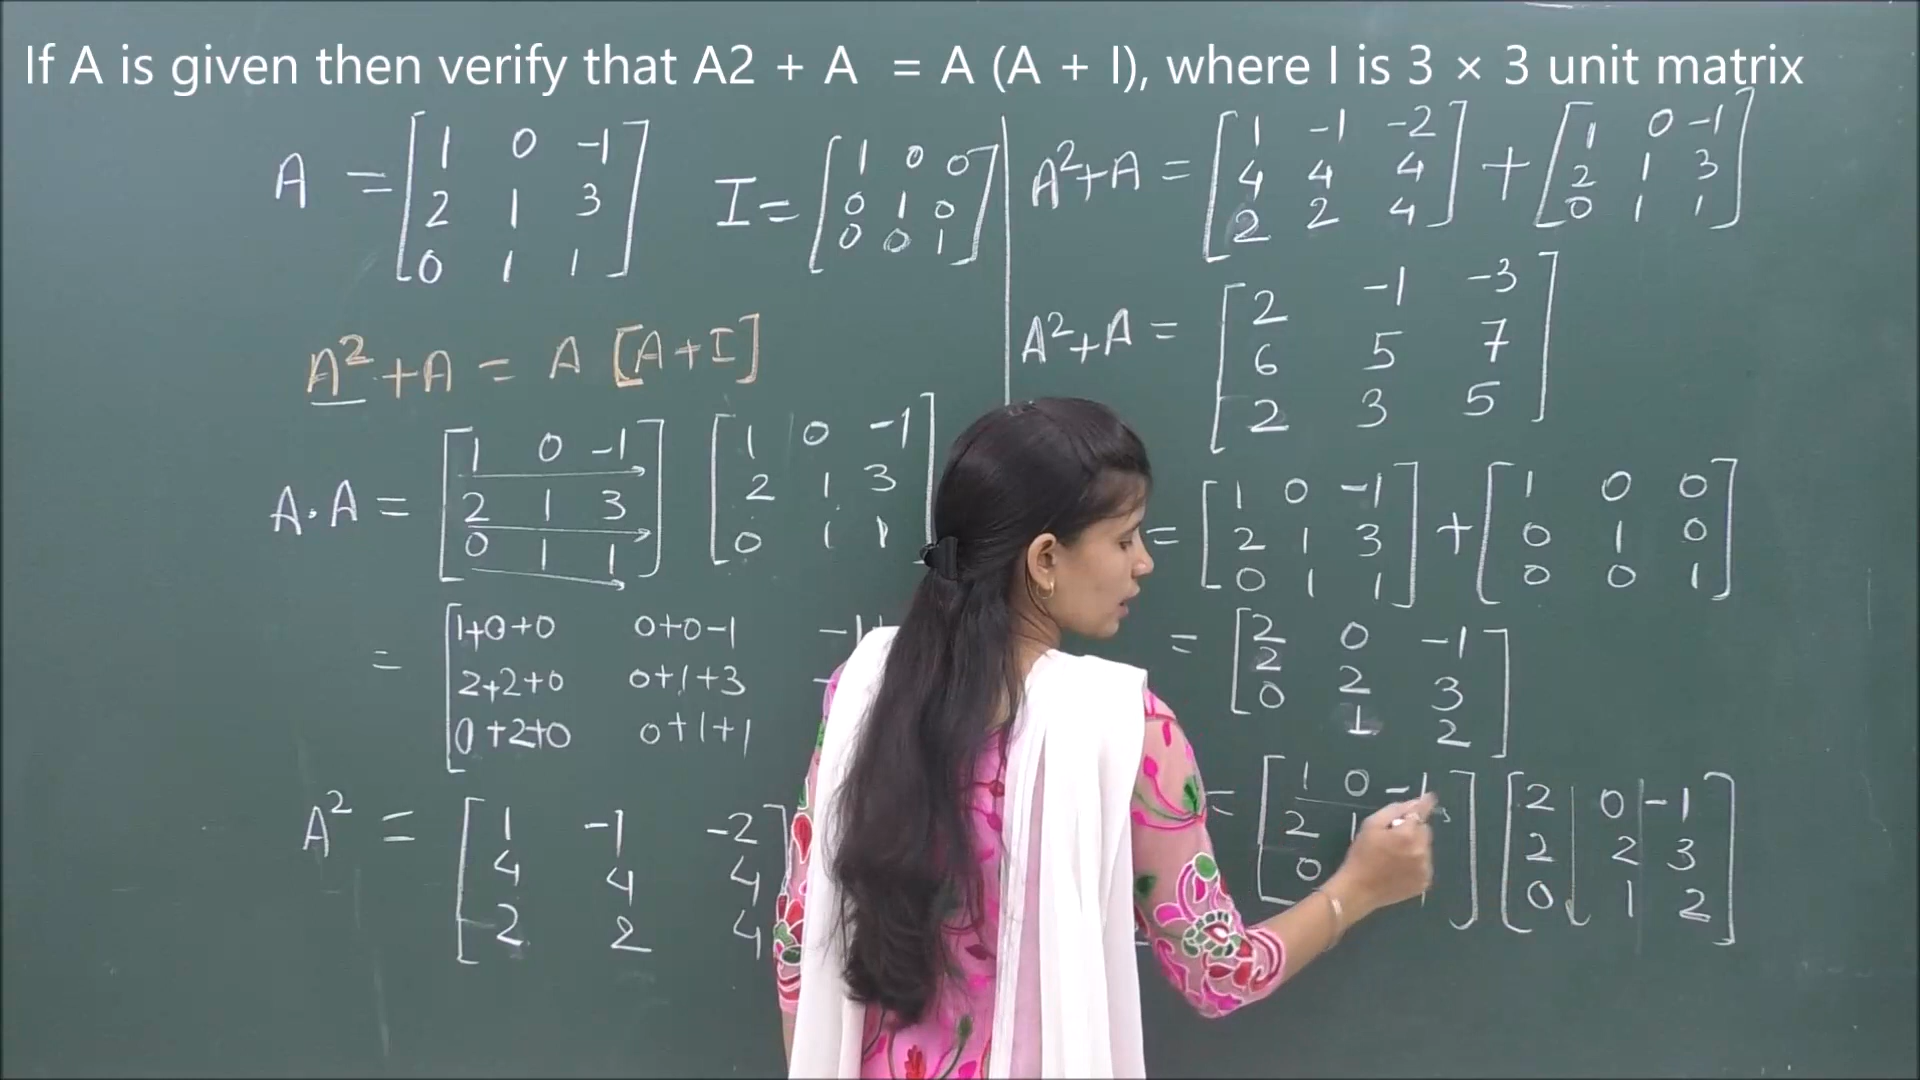 If A is given then verify that A2 + A = A (A + I), where I is 3 × 3 unit matrix
A = [1 0 -1
2 1 3
0 1 1]
I = [1 0 0
0 1 0
0 0 1]
A²+A = A [A+I]
A.A = [1 0 -1
2 1 3
0 1 1] [1 0 -1
2 1 3
0 1 1
= [1+0+0 0+0-1
2+2+0 0+1+3
0+2+0 0+1+1
A² = [1 -1 -2
4 4 4
2 2 4]
A²+A = [1 -1 -2
4 4 4
2 2 4] + [1 0 -1
2 1 3
0 1 1]
A²+A = [2 -1 -3
6 5 7
2 3 5]
= [1 0 -1
2 1 3
0 1 1] + [1 0 0
0 1 0
0 0 1]
= [2 0 -1
2 2 3
0 1 2]
= [1 0 -1
2 1
0 1] [2 0 -1
2 2 3
0 1 2]